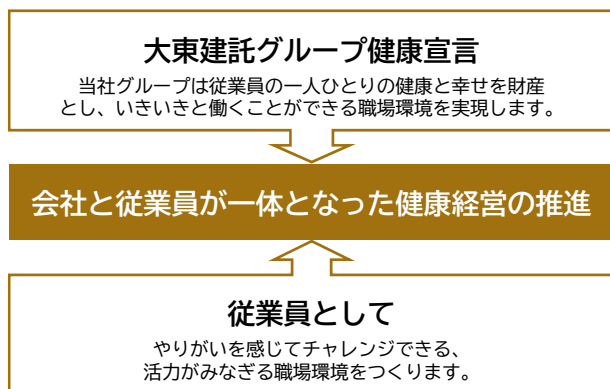 大東建託グループ健康宣言
当社グループは従業員の一人ひとりの健康と幸せを財産
とし、いきいきと働くことができる職場環境を実現します。
会社と従業員が一体となった健康経営の推進
従業員として
やりがいを感じてチャレンジできる、
活力がみなぎる職場環境をつくります。